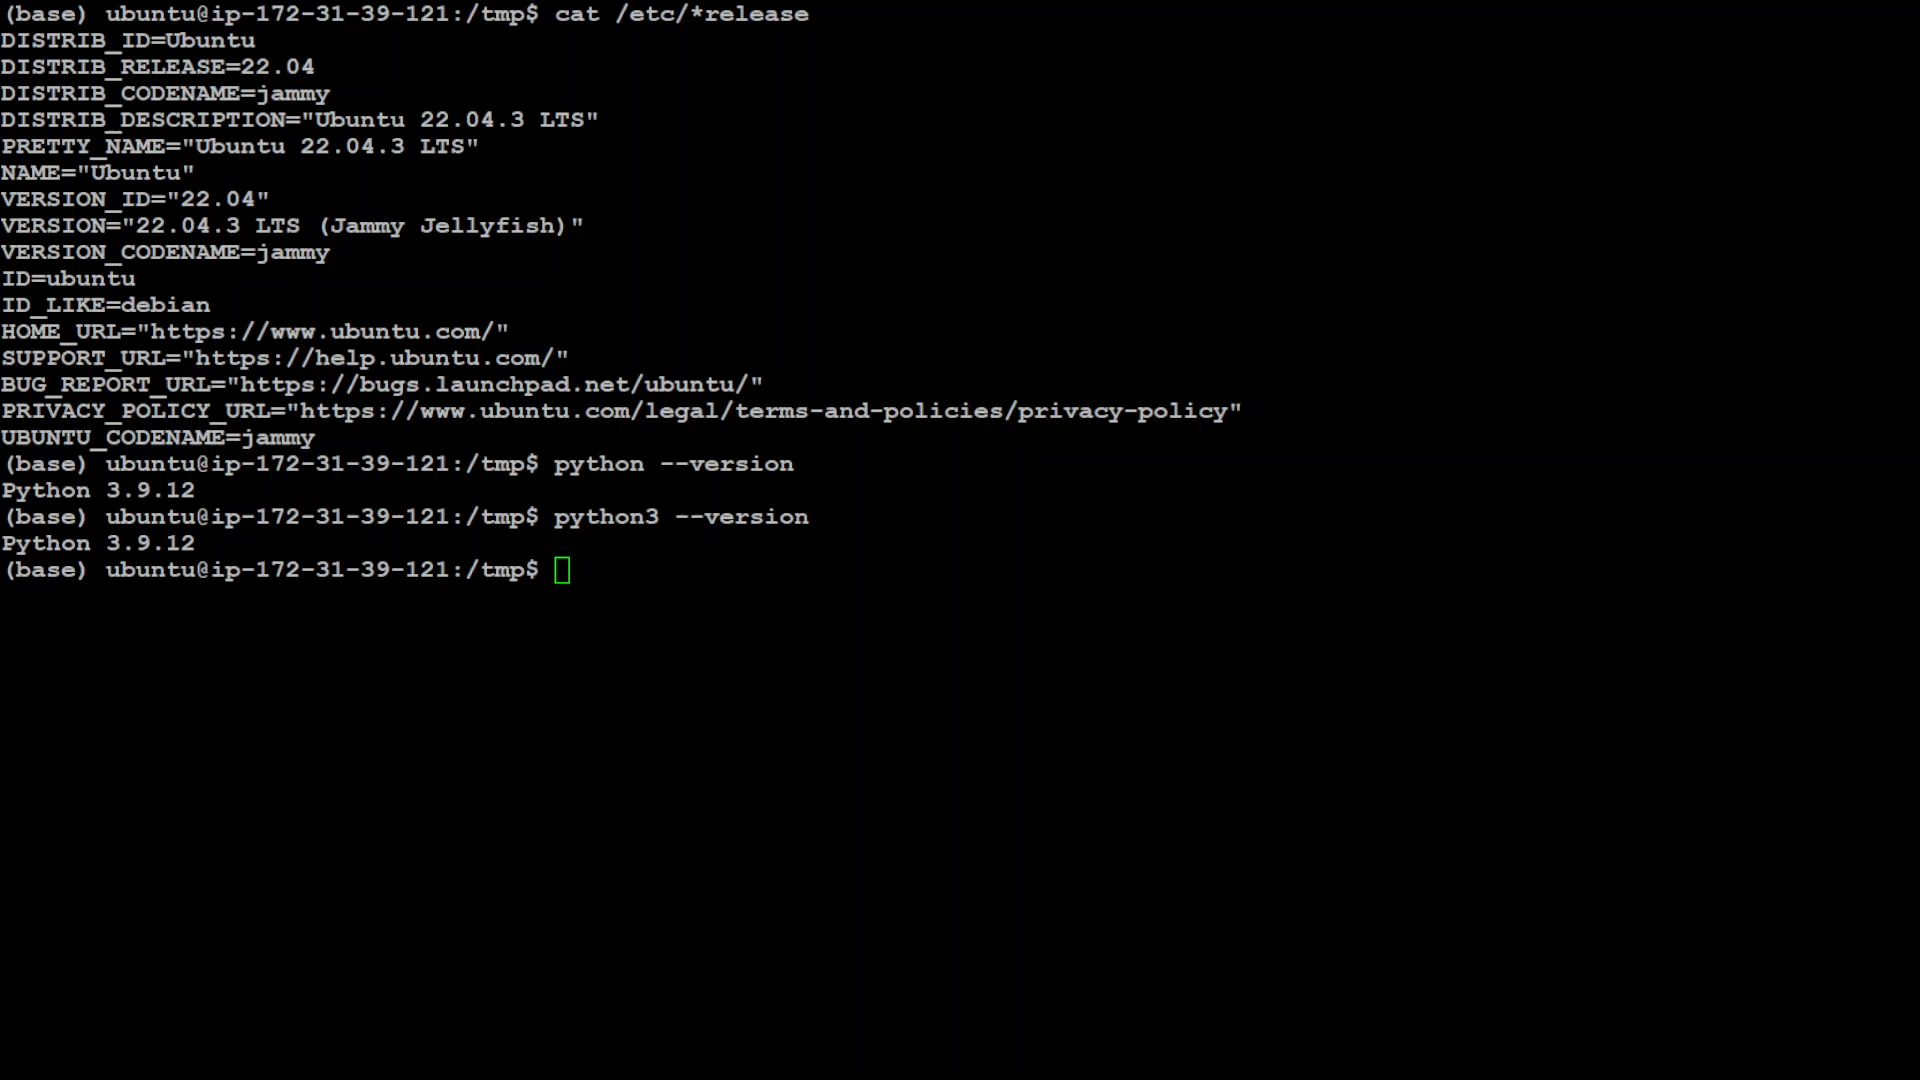 (base) ubuntu@ip-172-31-39-121:/tmp$ cat /etc/*release
DISTRIB_ID=Ubuntu
DISTRIB_RELEASE=22.04
DISTRIB_CODENAME=jammy
DISTRIB_DESCRIPTION="Ubuntu 22.04.3 LTS"
PRETTY_NAME="Ubuntu 22.04.3 LTS"
NAME="Ubuntu"
VERSION_ID="22.04"
VERSION="22.04.3 LTS (Jammy Jellyfish)"
VERSION_CODENAME=jammy
ID=ubuntu
ID_LIKE=debian
HOME_URL="https://www.ubuntu.com/"
SUPPORT_URL="https://help.ubuntu.com/"
BUG_REPORT_URL="https://bugs.launchpad.net/ubuntu/"
PRIVACY_POLICY_URL="https://www.ubuntu.com/legal/terms-and-policies/privacy-policy"
UBUNTU_CODENAME=jammy
(base) ubuntu@ip-172-31-39-121:/tmp$ python --version
Python 3.9.12
(base) ubuntu@ip-172-31-39-121:/tmp$ python3 --version
Python 3.9.12
(base) ubuntu@ip-172-31-39-121:/tmp$